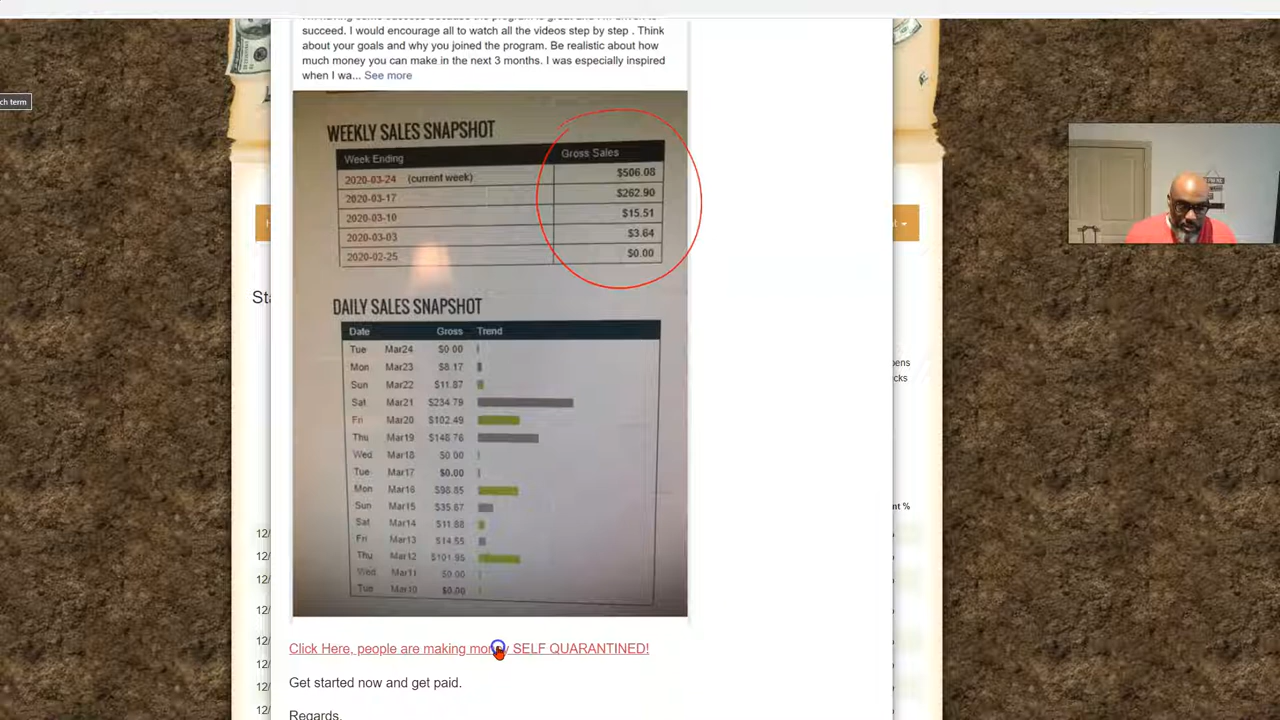 succeed. I would encourage all to watch all the videos step by step . Think
about your goals and why you joined the program. Be realistic about how
much money you can make in the next 3 months. I was especially inspired
when I wa... See more
ch term
WEEKLY SALES SNAPSHOT
Week Ending Gross Sales
2020-03-24 (current week) $506.08
2020-03-17 $262.90
2020-03-10 $15.51
2020-03-03 $3.64
2020-02-25 $0.00
DAILY SALES SNAPSHOT
Date Gross Trend
Tue Mar24 $0.00
Mon Mar23 $8.17
Sun Mar22 $11.87
Sat Mar21 $234.79
Fri Mar20 $102.49
Thu Mar19 $148.76
Wed Mar18 $0.00
Tue Mar17 $0.00
Mon Mar16 $98.85
Sun Mar15 $35.87
Sat Mar14 $11.88
Fri Mar13 $14.55
Thu Mar12 $101.95
Wed Mar11 $0.00
Tue Mar10 $0.00
Click Here, people are making money SELF QUARANTINED!
Get started now and get paid.
Regards,